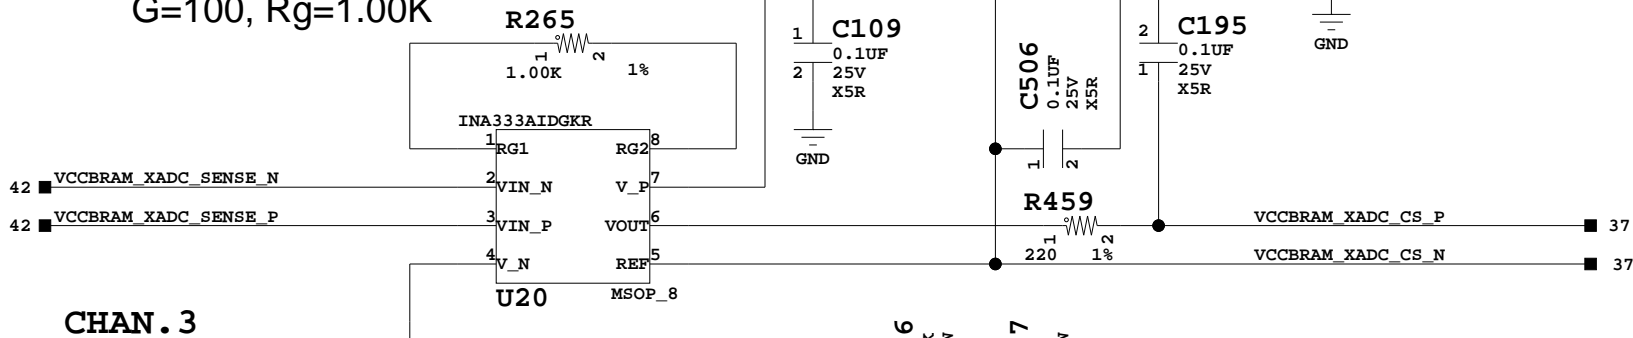 G=100, Rg=1.00K
R265
1
2
1.00K
1%
1
C109
0.1UF
2
25V
X5R
GND
C506
0.1UF
25V
X5R
1
2
2
C195
0.1UF
1
25V
X5R
GND
INA333AIDGKR
1
RG1
RG2
8
42
VCCBRAM_XADC_SENSE_N
2
VIN_N
V_P
7
42
VCCBRAM_XADC_SENSE_P
3
VIN_P
VOUT
6
4
V_N
REF
5
U20
MSOP_8
R459
1
2
220
1%
VCCBRAM_XADC_CS_P
37
VCCBRAM_XADC_CS_N
37
CHAN.3
6
7